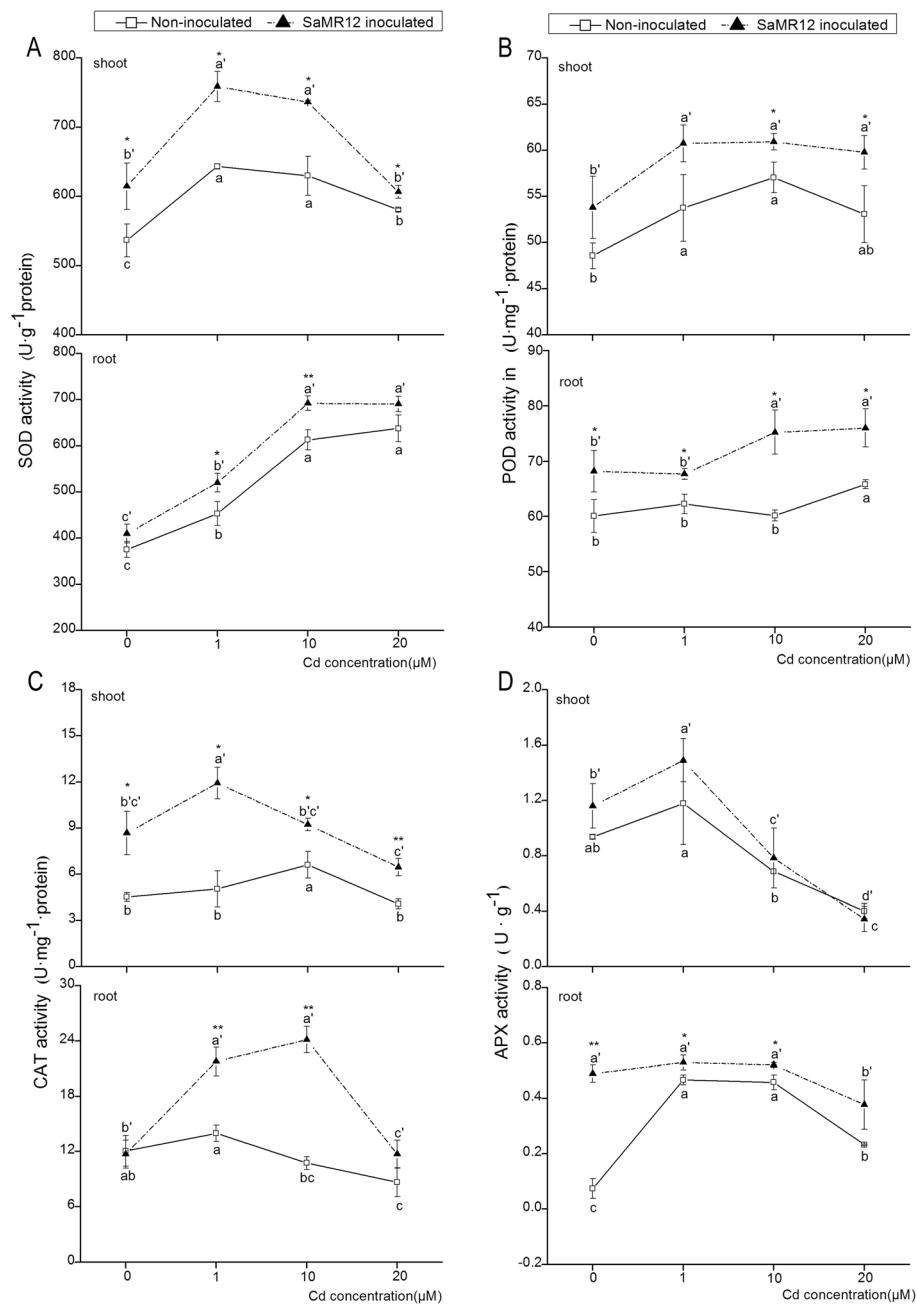 Non-inoculated SaMR12 inoculated
A
shoot
800
700
600
500
400
SOD activity (U·g⁻¹protein)
* b' * a' * a' * b'
c a a b
root
800
700
600
500
400
300
200
c' * b' ** a' a'
c b a a
0 1 10 20
Cd concentration(µM)
Non-inoculated SaMR12 inoculated
B
shoot
70
65
60
55
50
45
40
POD activity in (U·mg⁻¹·protein)
b' a' * a' * a'
b a a ab
root
90
80
70
60
50
40
* b' * b' * a' * a'
b b b a
0 1 10 20
Cd concentration(µM)
C
shoot
18
15
12
9
6
3
0
CAT activity (U·mg⁻¹·protein)
* b'c' * a' * b'c' ** c'
b b a b
root
30
24
18
12
6
0
b' ** a' ** a' c'
ab a bc c
0 1 10 20
Cd concentration(µM)
D
shoot
2.0
1.6
1.2
0.8
0.4
0.0
APX activity ( U · g⁻¹)
b' a' c' d'
ab a b c
root
0.8
0.6
0.4
0.2
0.0
-0.2
** a' * a' * a' b'
c a a b
0 1 10 20
Cd concentration(µM)